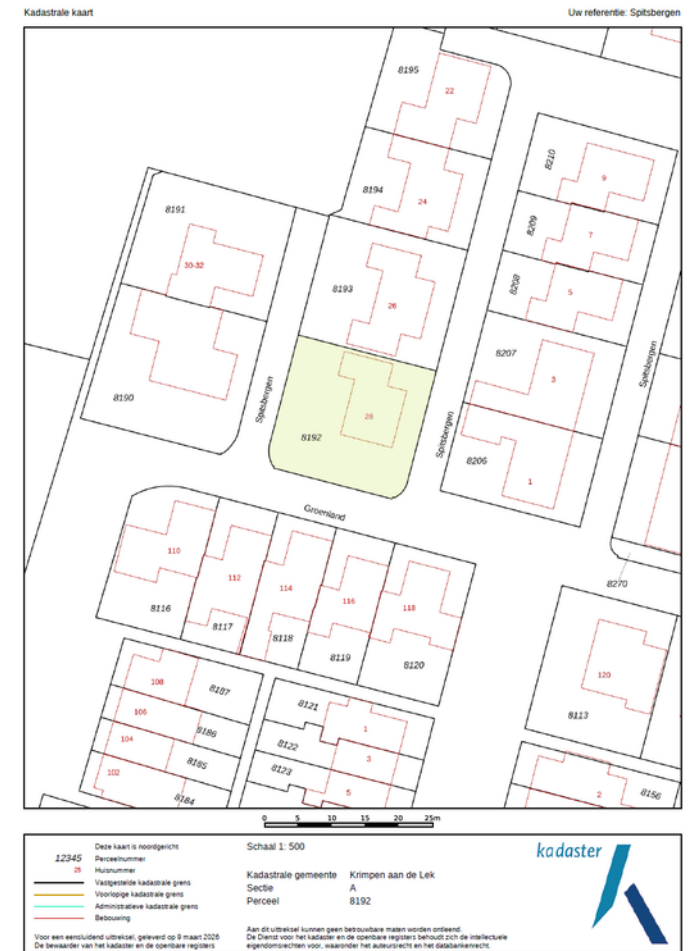 Kadastrale kaart
Uw referentie: Spitsbergen
8195
22
8210
9
8194
24
8209
7
8191
30-32
8208
5
8193
26
8207
3
Spitsbergen
8190
Spitsbergen
8192
28
Spitsbergen
8206
1
Groenland
110
112
114
116
118
8270
8116
8117
8118
8119
8120
120
8113
108
8187
106
8186
104
8185
102
8184
8121
1
8122
3
8123
5
2
8156
0 5 10 15 20 25m
Deze kaart is noordgericht
12345 Perceelnummer
25 Huisnummer
Vastgestelde kadastrale grens
Voorlopige kadastrale grens
Administratieve kadastrale grens
Bebouwing
Voor een eensluidend uittreksel, geleverd op 9 maart 2026
De bewaarder van het kadaster en de openbare registers
Schaal 1: 500
Kadastrale gemeente Krimpen aan de Lek
Sectie A
Perceel 8192
Aan dit uittreksel kunnen geen betrouwbare maten worden ontleend.
De Dienst voor het kadaster en de openbare registers behoudt zich de intellectuele
eigendomsrechten voor, waaronder het auteursrecht en het databankenrecht.
kadaster